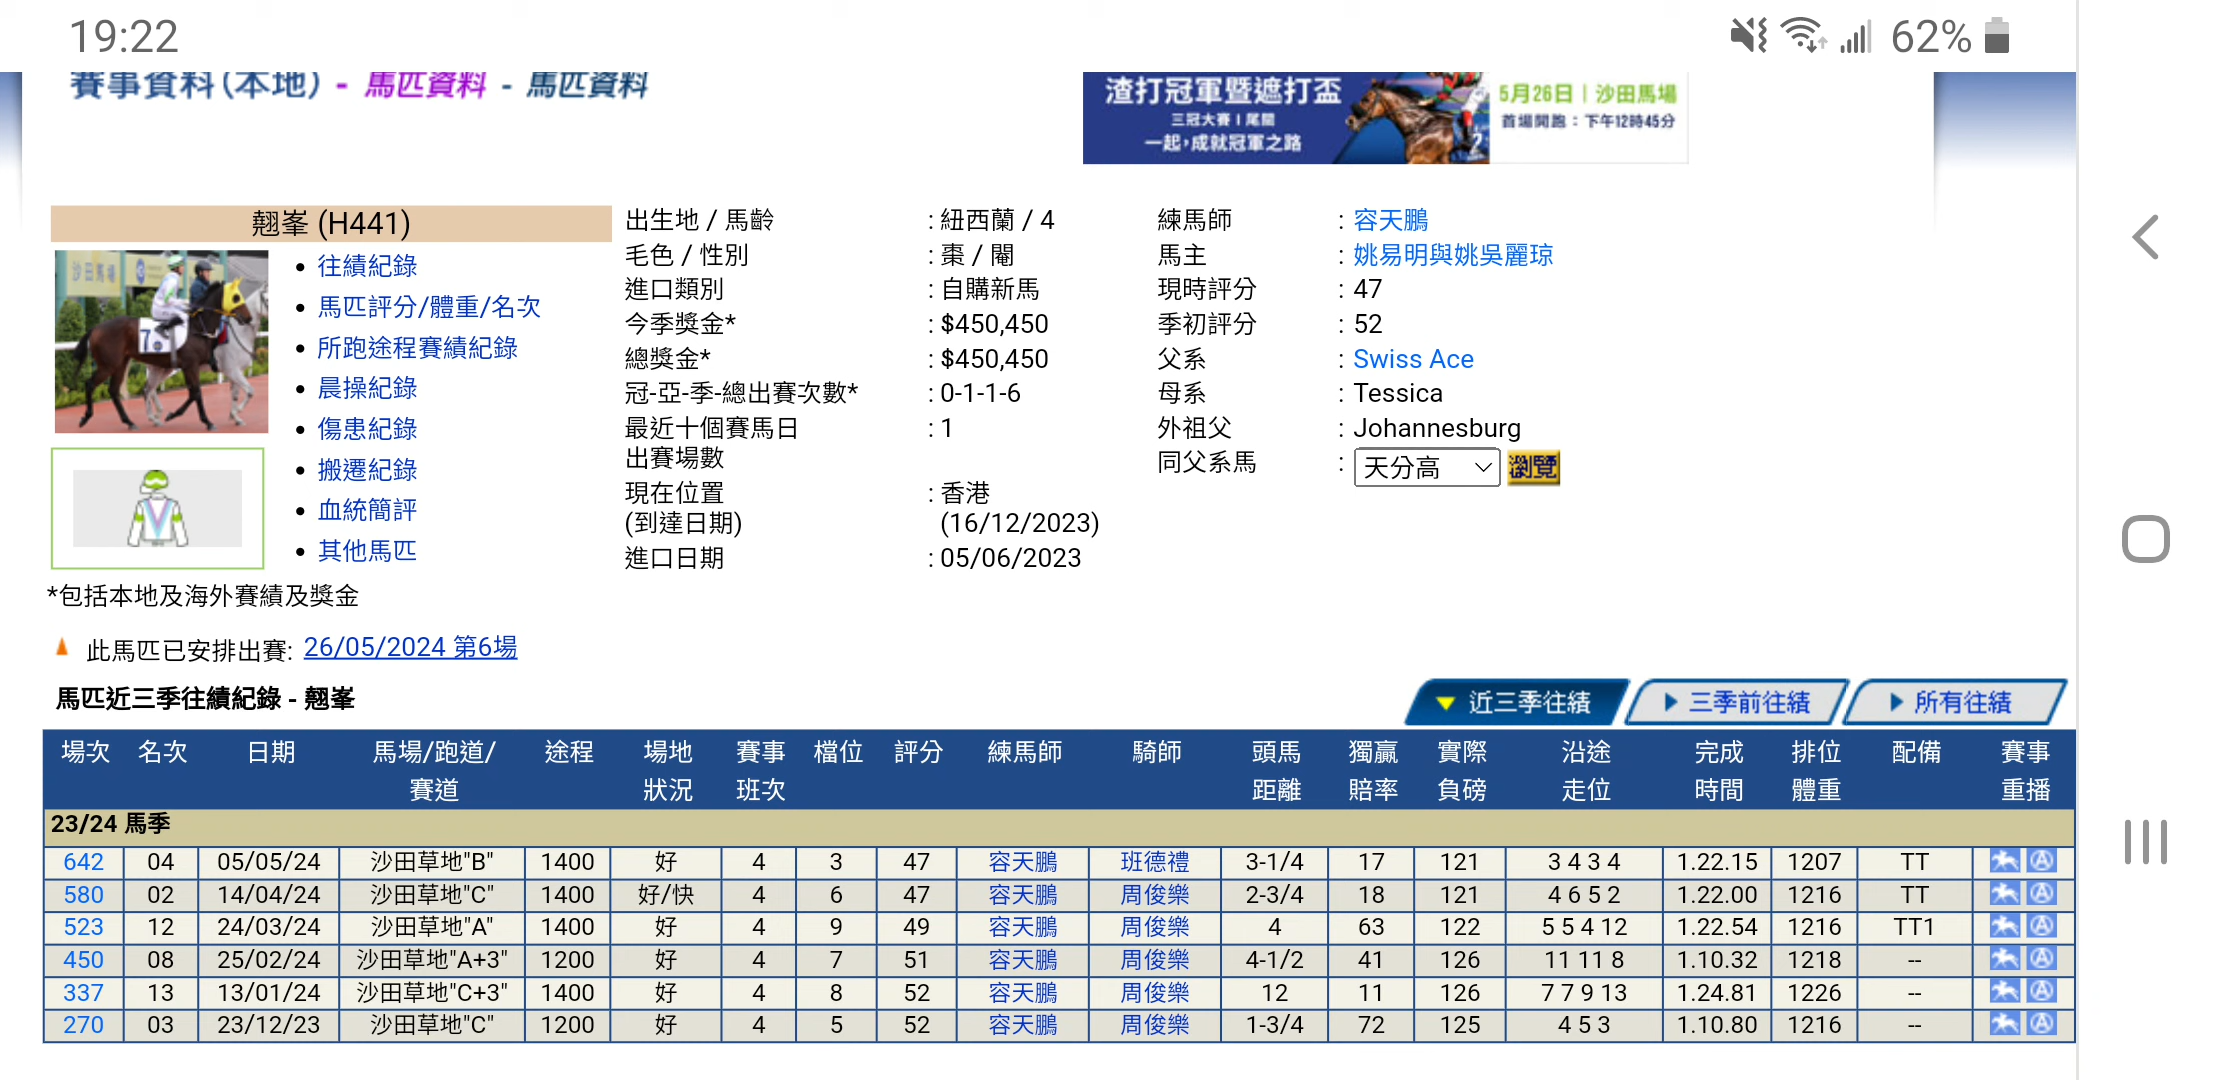 19:22
62%
賽事資料(本地) - 馬匹資料 - 馬匹資料
渣打冠軍暨遮打盃
三冠大賽 | 尾關
一起,成就冠軍之路
5月26日 | 沙田馬場
首場開跑:下午12時45分
翹峯 (H441)
往績紀錄
馬匹評分/體重/名次
所跑途程賽績紀錄
晨操紀錄
傷患紀錄
搬遷紀錄
血統簡評
其他馬匹
出生地 / 馬齡 : 紐西蘭 / 4
毛色 / 性別 : 棗 / 閹
進口類別 : 自購新馬
今季獎金* : $450,450
總獎金* : $450,450
冠-亞-季-總出賽次數* : 0-1-1-6
最近十個賽馬日 : 1
出賽場數
現在位置 : 香港
(到達日期) (16/12/2023)
進口日期 : 05/06/2023
練馬師 : 容天鵬
馬主 : 姚易明與姚吳麗琼
現時評分 : 47
季初評分 : 52
父系 : Swiss Ace
母系 : Tessica
外祖父 : Johannesburg
同父系馬 : 天分高 瀏覽
*包括本地及海外賽績及獎金
此馬匹已安排出賽: 26/05/2024 第6場
馬匹近三季往績紀錄 - 翹峯
近三季往績 三季前往績 所有往績
場次 名次 日期 馬場/跑道/ 途程 場地 賽事 檔位 評分 練馬師 騎師 頭馬 獨贏 實際 沿途 完成 排位 配備 賽事
賽道 狀況 班次 距離 賠率 負磅 走位 時間 體重 重播
23/24 馬季
642 04 05/05/24 沙田草地"B" 1400 好 4 3 47 容天鵬 班德禮 3-1/4 17 121 3 4 3 4 1.22.15 1207 TT
580 02 14/04/24 沙田草地"C" 1400 好/快 4 6 47 容天鵬 周俊樂 2-3/4 18 121 4 6 5 2 1.22.00 1216 TT
523 12 24/03/24 沙田草地"A" 1400 好 4 9 49 容天鵬 周俊樂 4 63 122 5 5 4 12 1.22.54 1216 TT1
450 08 25/02/24 沙田草地"A+3" 1200 好 4 7 51 容天鵬 周俊樂 4-1/2 41 126 11 11 8 1.10.32 1218 --
337 13 13/01/24 沙田草地"C+3" 1400 好 4 8 52 容天鵬 周俊樂 12 11 126 7 7 9 13 1.24.81 1226 --
270 03 23/12/23 沙田草地"C" 1200 好 4 5 52 容天鵬 周俊樂 1-3/4 72 125 4 5 3 1.10.80 1216 --